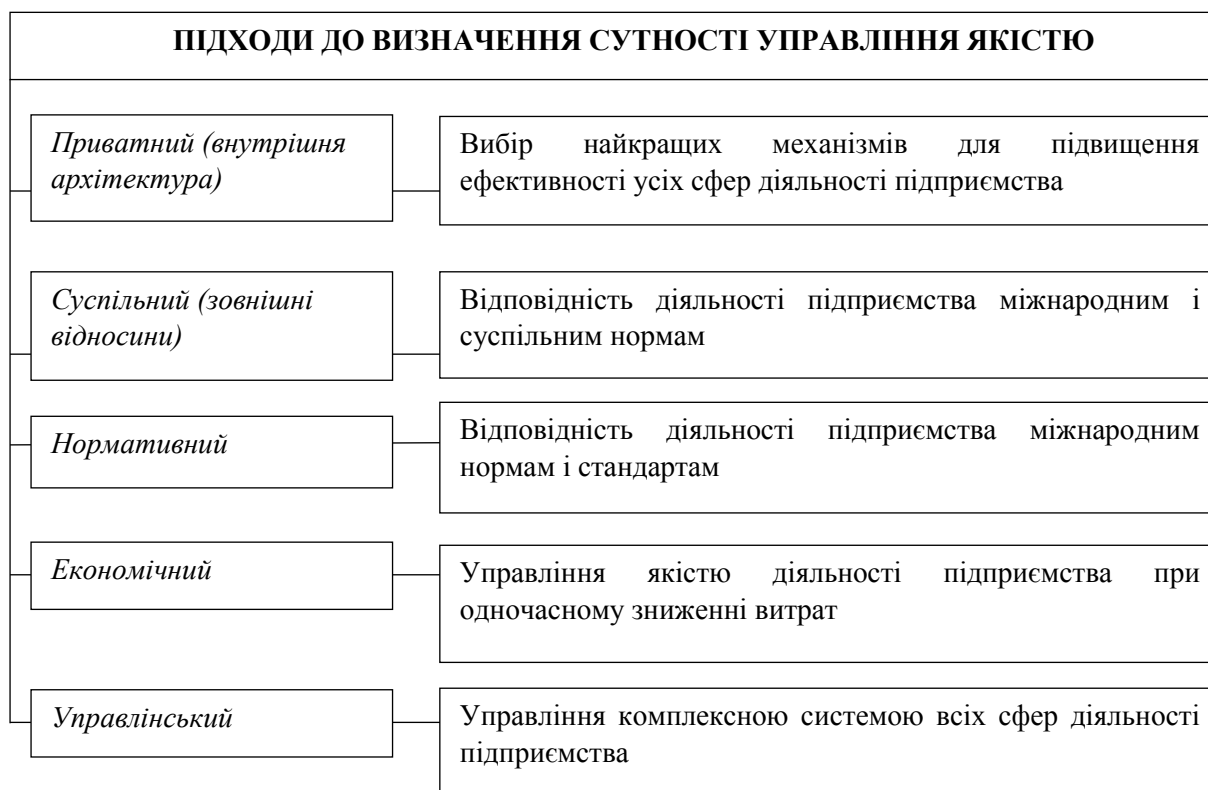 ПІДХОДИ ДО ВИЗНАЧЕННЯ СУТНОСТІ УПРАВЛІННЯ ЯКІСТЮ
Приватний (внутрішня
архітектура)
Вибір найкращих механізмів для підвищення
ефективності усіх сфер діяльності підприємства
Суспільний (зовнішні
відносини)
Відповідність діяльності підприємства міжнародним і
суспільним нормам
Нормативний
Відповідність діяльності підприємства міжнародним
нормам і стандартам
Економічний
Управління якістю діяльності підприємства при
одночасному зниженні витрат
Управлінський
Управління комплексною системою всіх сфер діяльності
підприємства